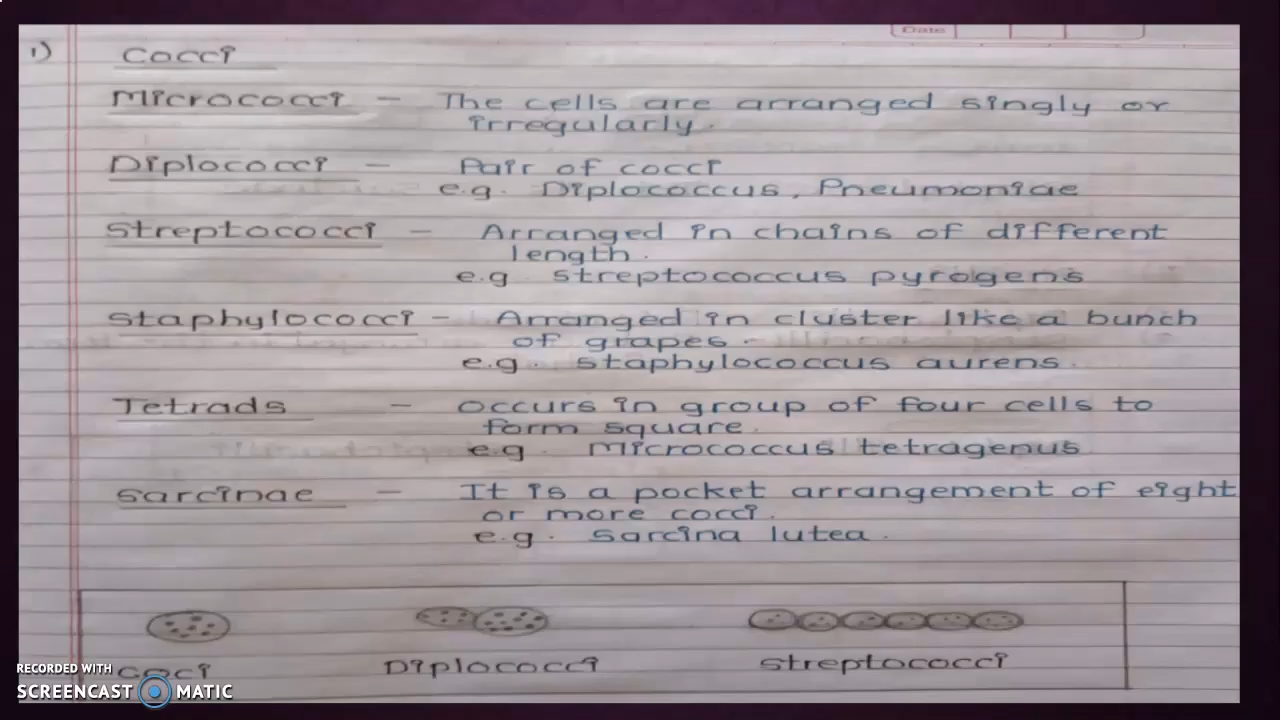 Date
1) Cocci
Micrococci - The cells are arranged singly or
irregularly.
Diplococci - Pair of cocci
e.g. Diplococcus, Pneumoniae
Streptococci - Arranged in chains of different
length.
e.g streptococcus pyrogens
Staphylococci - Arranged in cluster like a bunch
of grapes.
e.g. staphylococcus aurens.
Tetrads - occurs in group of four cells to
form square.
e.g Micrococcus tetragenus
Sarcinae - It is a pocket arrangement of eight
or more cocci.
e.g. Sarcina lutea.
Coci Diplococci Streptococci
RECORDED WITH
SCREENCAST MATIC